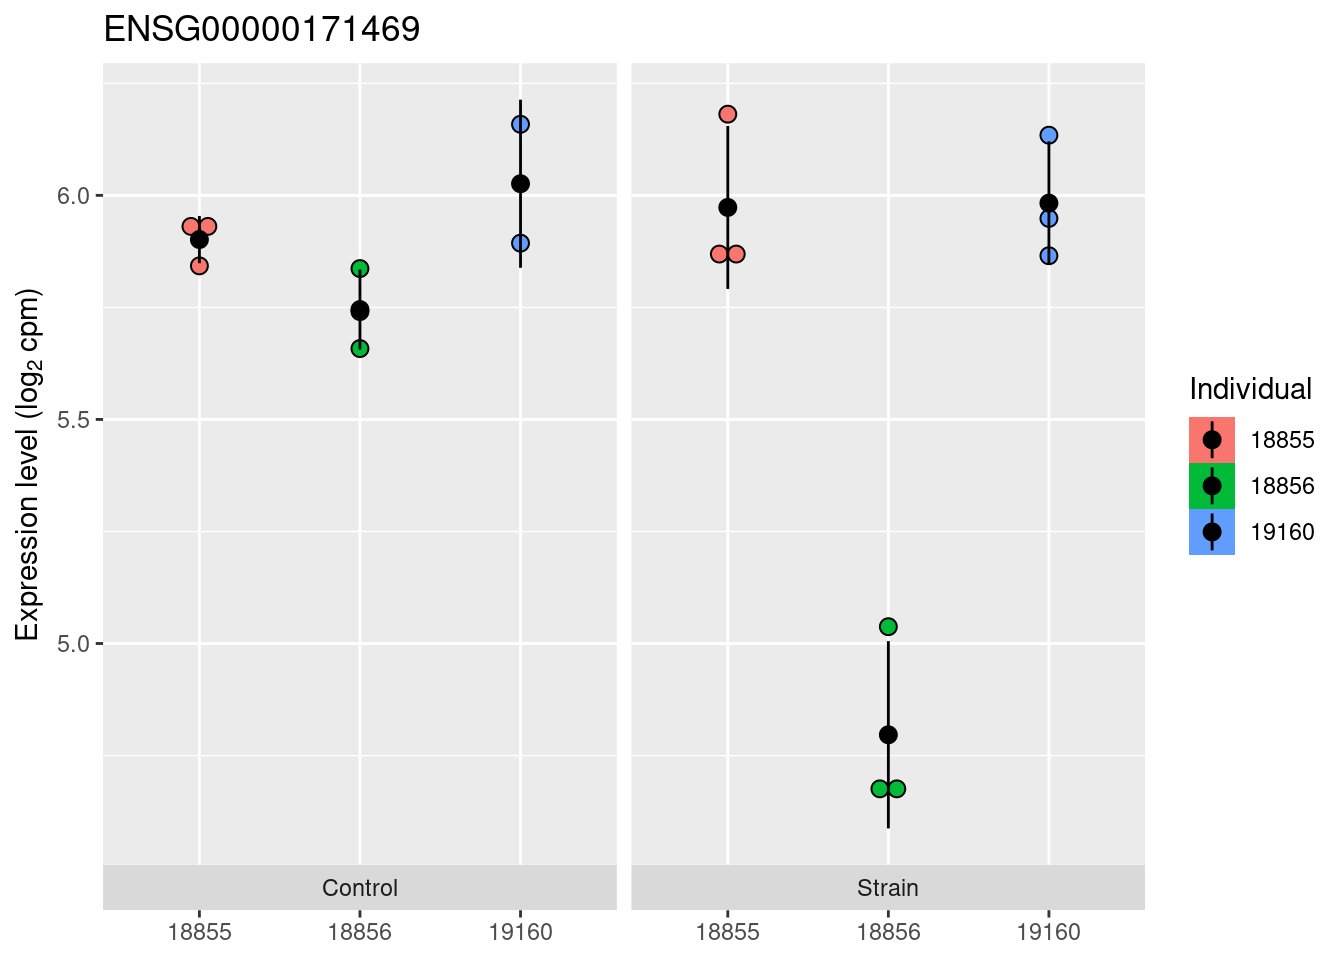 ENSG00000171469
Expression level (log₂ cpm)
6.0
5.5
5.0
Control
Strain
18855
18856
19160
18855
18856
19160
Individual
18855
18856
19160